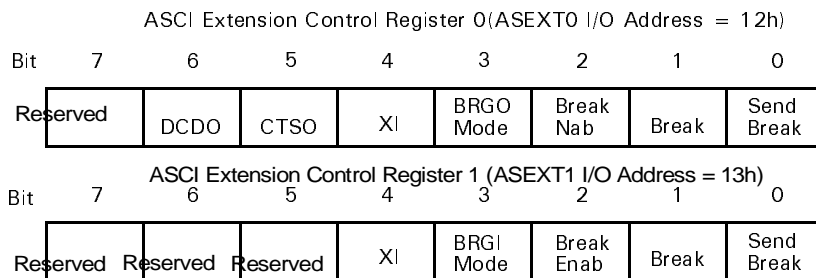 ASCI Extension Control Register 0(ASEXT0 I/O Address = 12h)
Bit 7 6 5 4 3 2 1 0
Reserved DCDO CTSO XI BRGO Mode Break Nab Break Send Break
ASCI Extension Control Register 1 (ASEXT1 I/O Address = 13h)
Bit 7 6 5 4 3 2 1 0
Reserved Reserved Reserved XI BRGI Mode Break Enab Break Send Break